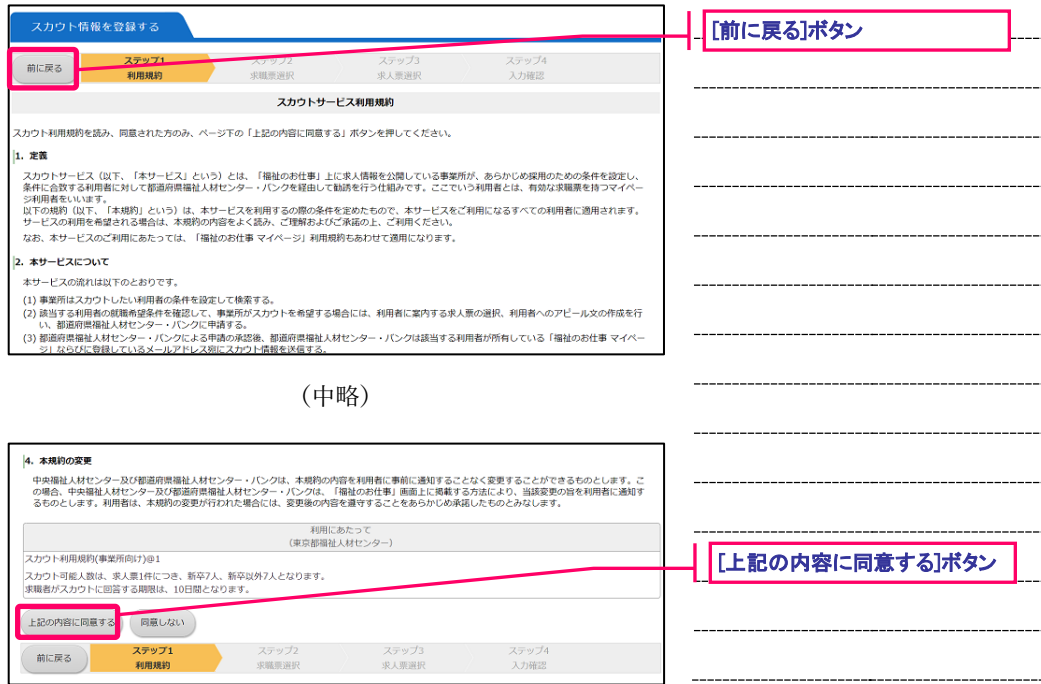 スカウト情報を登録する
[前に戻る]ボタン
前に戻る
ステップ1
利用規約
ステップ2
求職票選択
ステップ3
求人票選択
ステップ4
入力確認
スカウトサービス利用規約
スカウト利用規約を読み、同意された方のみ、ページ下の「上記の内容に同意する」ボタンを押してください。
1. 定義
スカウトサービス（以下、「本サービス」という）とは、「福祉のお仕事」上に求人情報を公開している事業所が、あらかじめ採用のための条件を設定し、
条件に合致する利用者に対して都道府県福祉人材センター・バンクを経由して勧誘を行う仕組みです。ここでいう利用者とは、有効な求職票を持つマイペー
ジ利用者をいいます。
以下の規約（以下、「本規約」という）は、本サービスを利用するの際の条件を定めたもので、本サービスをご利用になるすべての利用者に適用されます。
サービスの利用を希望される場合は、本規約の内容をよく読み、ご理解およびご承諾の上、ご利用ください。
なお、本サービスのご利用にあたっては、「福祉のお仕事 マイページ」利用規約もあわせて適用になります。
2. 本サービスについて
本サービスの流れは以下のとおりです。
(1) 事業所はスカウトしたい利用者の条件を設定して検索する。
(2) 該当する利用者の就職希望条件を確認して、事業所がスカウトを希望する場合には、利用者に案内する求人票の選択、利用者へのアピール文の作成を行
い、都道府県福祉人材センター・バンクに申請する。
(3) 都道府県福祉人材センター・バンクによる申請の承認後、都道府県福祉人材センター・バンクは該当する利用者が所有している「福祉のお仕事 マイペー
ジ」ならびに登録しているメールアドレス宛にスカウト情報を送信する。
（中略）
4. 本規約の変更
中央福祉人材センター及び都道府県福祉人材センター・バンクは、本規約の内容を利用者に事前に通知することなく変更することができるものとします。こ
の場合、中央福祉人材センター及び都道府県福祉人材センター・バンクは、「福祉のお仕事」画面上に掲載する方法により、当該変更の旨を利用者に通知す
るものとします。利用者は、本規約の変更が行われた場合には、変更後の内容を遵守することをあらかじめ承諾したものとみなします。
利用にあたって
（東京都福祉人材センター）
スカウト利用規約(事業所向け)@1
スカウト可能人数は、求人票1件につき、新卒7人、新卒以外7人となります。
求職者がスカウトに回答する期限は、10日間となります。
[上記の内容に同意する]ボタン
上記の内容に同意する
同意しない
前に戻る
ステップ1
利用規約
ステップ2
求職票選択
ステップ3
求人票選択
ステップ4
入力確認